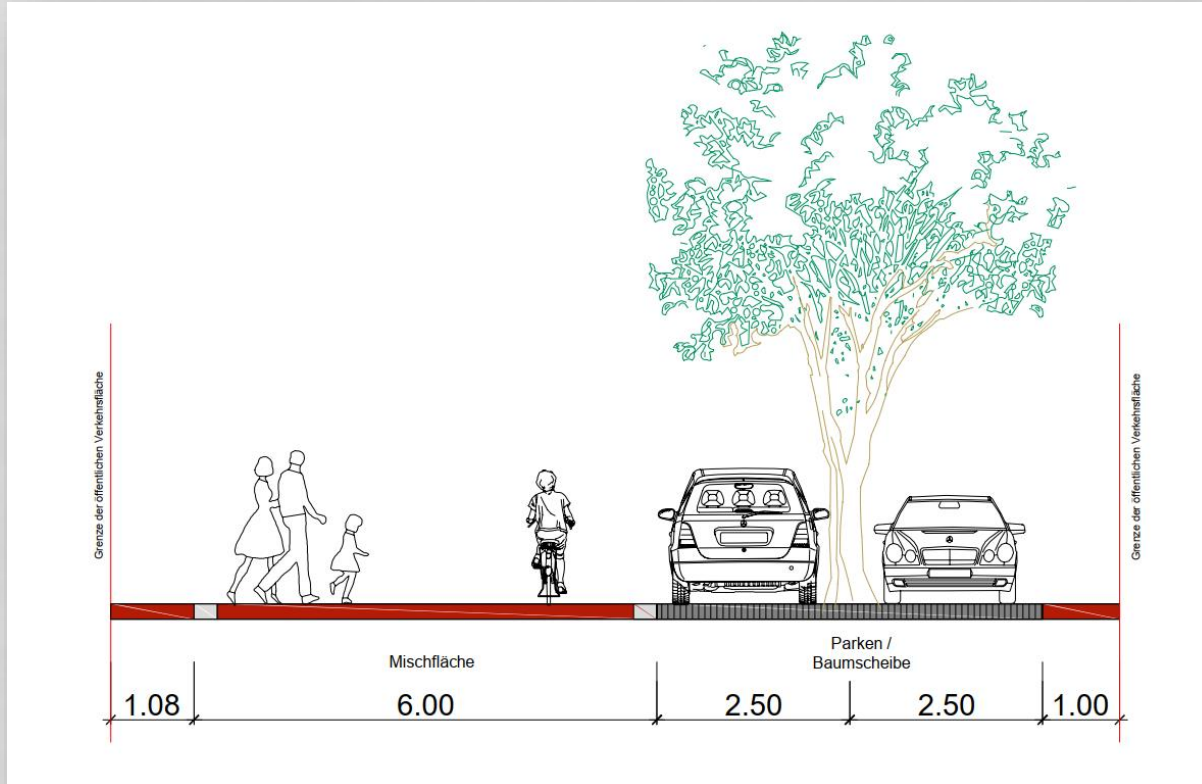 Grenze der öffentlichen Verkehrsfläche
Grenze der öffentlichen Verkehrsfläche
Mischfläche
Parken /
Baumscheibe
1.08
6.00
2.50
2.50
1.00